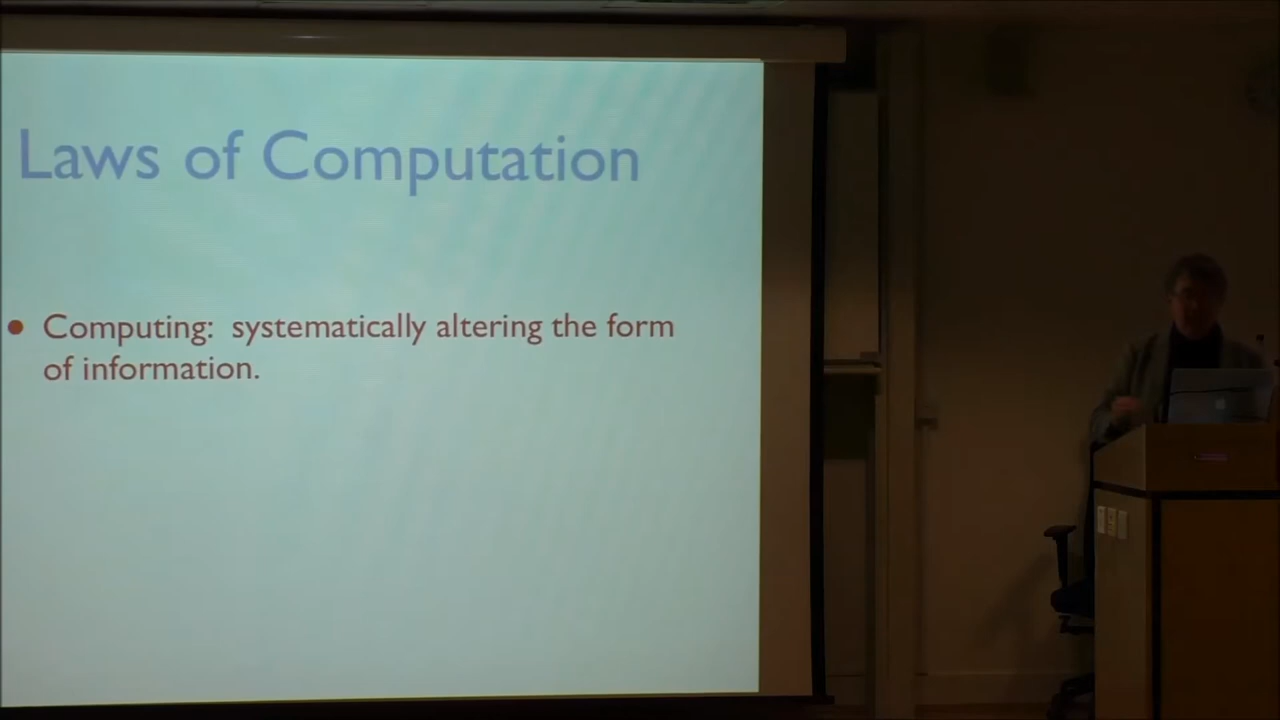 Laws of Computation
• Computing: systematically altering the form
of information.